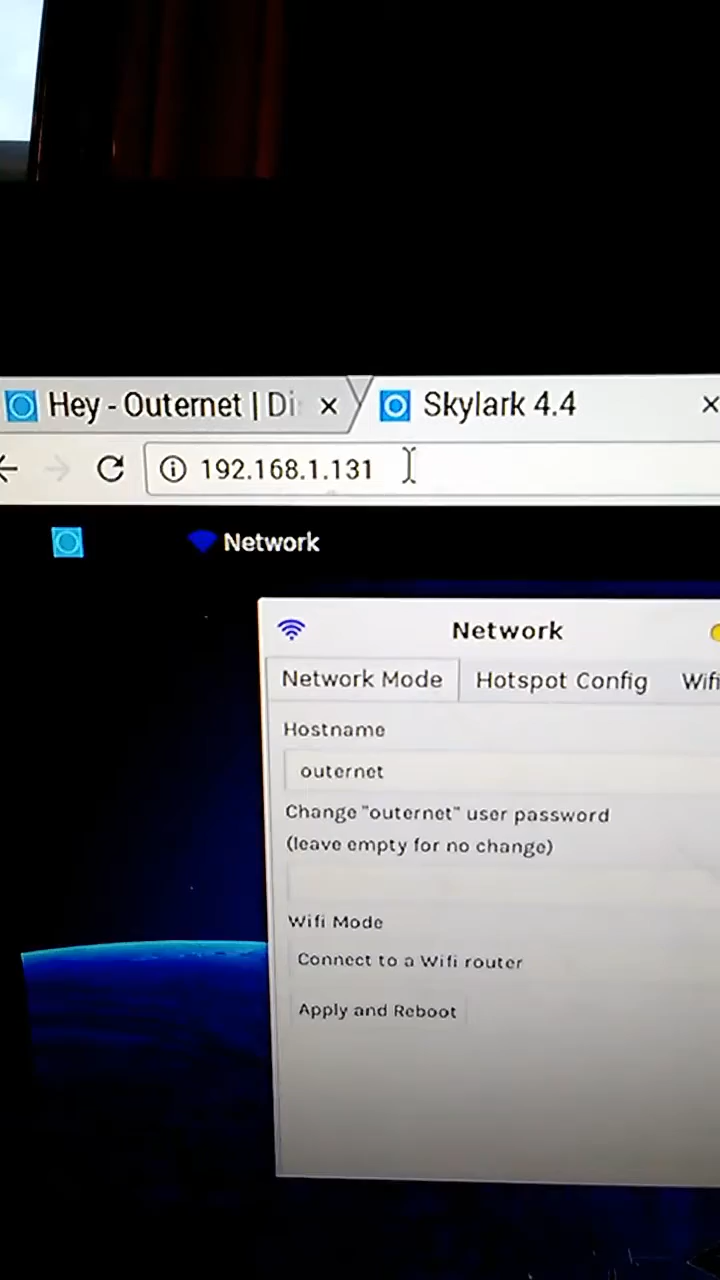 Hey - Outernet | Di
Skylark 4.4
192.168.1.131
Network
Network
Network Mode
Hotspot Config
Wifi
Hostname
outernet
Change "outernet" user password
(leave empty for no change)
Wifi Mode
Connect to a Wifi router
Apply and Reboot